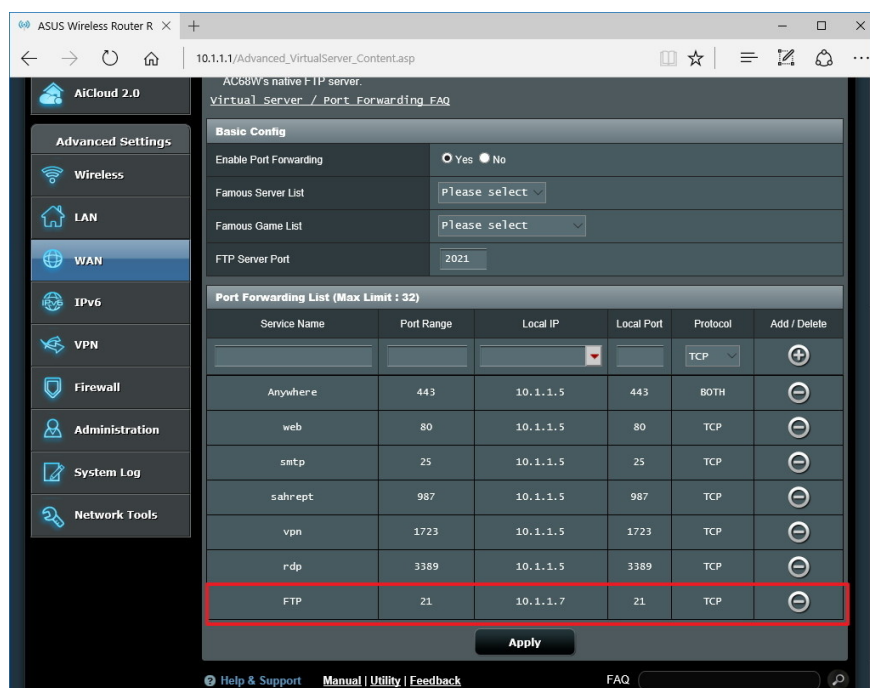 ASUS Wireless Router R
10.1.1.1/Advanced_VirtualServer_Content.asp
AiCloud 2.0
Advanced Settings
Wireless
LAN
WAN
IPv6
VPN
Firewall
Administration
System Log
Network Tools
AC68W's native FTP server.
Virtual Server / Port Forwarding FAQ
Basic Config
Enable Port Forwarding Yes No
Famous Server List Please select
Famous Game List Please select
FTP Server Port 2021
Port Forwarding List (Max Limit : 32)
Service Name Port Range Local IP Local Port Protocol Add / Delete
TCP
Anywhere 443 10.1.1.5 443 BOTH
web 80 10.1.1.5 80 TCP
smtp 25 10.1.1.5 25 TCP
sahrept 987 10.1.1.5 987 TCP
vpn 1723 10.1.1.5 1723 TCP
rdp 3389 10.1.1.5 3389 TCP
FTP 21 10.1.1.7 21 TCP
Apply
Help & Support Manual | Utility | Feedback FAQ